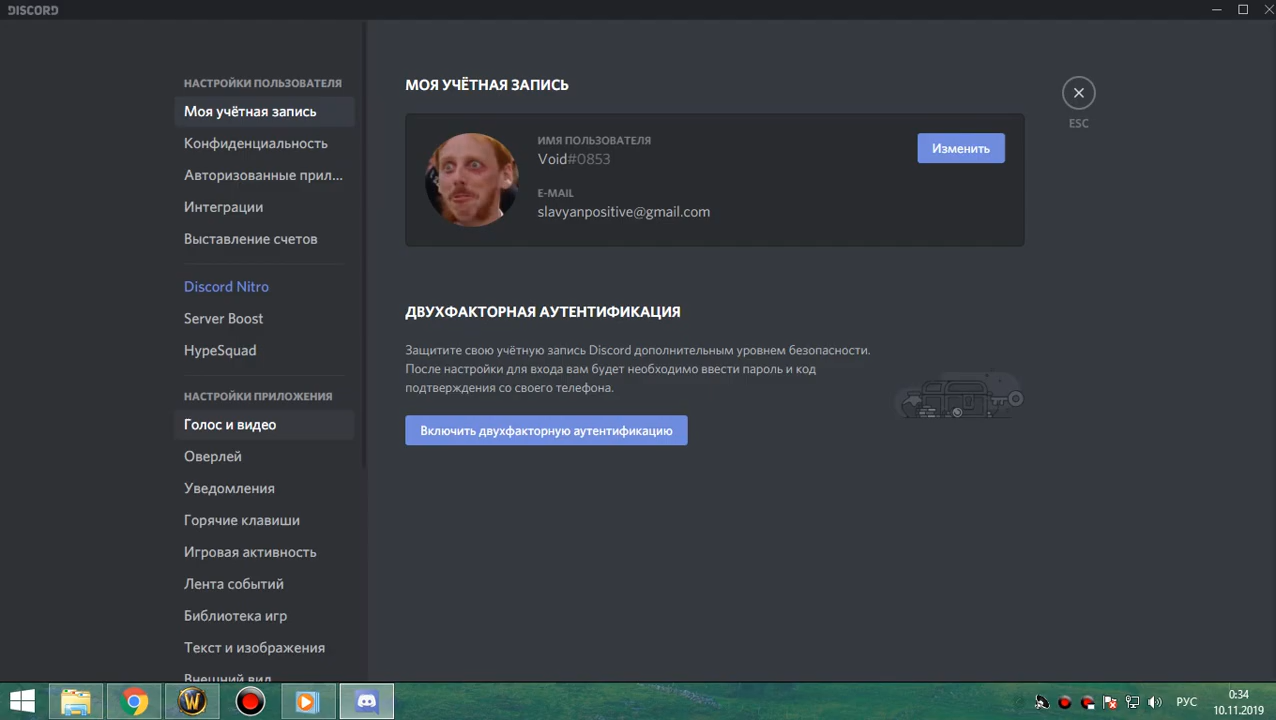 DISCORD
НАСТРОЙКИ ПОЛЬЗОВАТЕЛЯ
Моя учётная запись
Конфиденциальность
Авторизованные прил...
Интеграции
Выставление счетов
Discord Nitro
Server Boost
HypeSquad
НАСТРОЙКИ ПРИЛОЖЕНИЯ
Голос и видео
Оверлей
Уведомления
Горячие клавиши
Игровая активность
Лента событий
Библиотека игр
Текст и изображения
Внешний вид
МОЯ УЧЁТНАЯ ЗАПИСЬ
ИМЯ ПОЛЬЗОВАТЕЛЯ
Void#0853
Изменить
E-MAIL
slavyanpositive@gmail.com
ESC
ДВУХФАКТОРНАЯ АУТЕНТИФИКАЦИЯ
Защитите свою учётную запись Discord дополнительным уровнем безопасности.
После настройки для входа вам будет необходимо ввести пароль и код
подтверждения со своего телефона.
Включить двухфакторную аутентификацию
W
РУС
0:34
10.11.2019